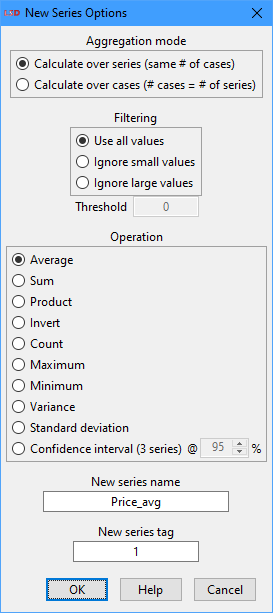 New Series Options
Aggregation mode
Calculate over series (same # of cases)
Calculate over cases (# cases = # of series)
Filtering
Use all values
Ignore small values
Ignore large values
Threshold 0
Operation
Average
Sum
Product
Invert
Count
Maximum
Minimum
Variance
Standard deviation
Confidence interval (3 series) @ 95 %
New series name
Price_avg
New series tag
1
OK Help Cancel